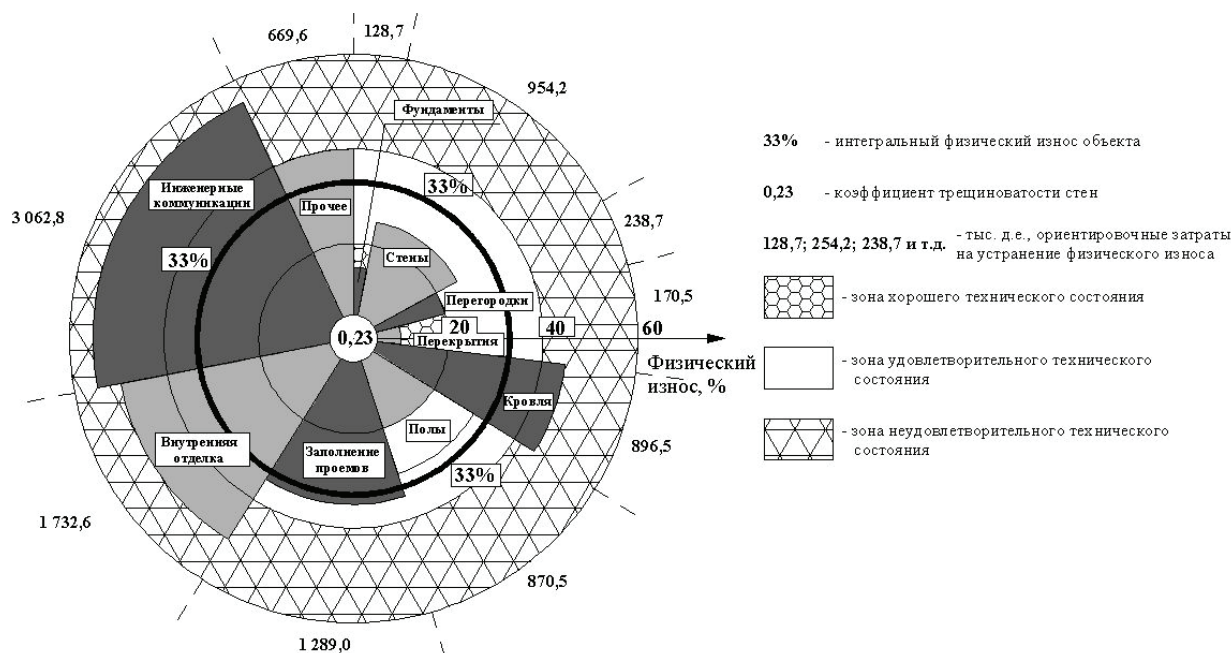 669,6
128,7
954,2
Фундаменты
33%
Инженерные
коммуникации
Прочее
3 062,8
238,7
33%
Стены
Перегородки
170,5
0,23
20
40
60
Перекрытия
Физический
износ, %
Кровля
Полы
Внутренняя
отделка
Заполнение
проемов
33%
896,5
1 732,6
870,5
1 289,0
33% - интегральный физический износ объекта
0,23 - коэффициент трещиноватости стен
128,7; 254,2; 238,7 и т.д. - тыс. д.е., ориентировочные затраты
на устранение физического износа
- зона хорошего технического состояния
- зона удовлетворительного технического
состояния
- зона неудовлетворительного технического
состояния